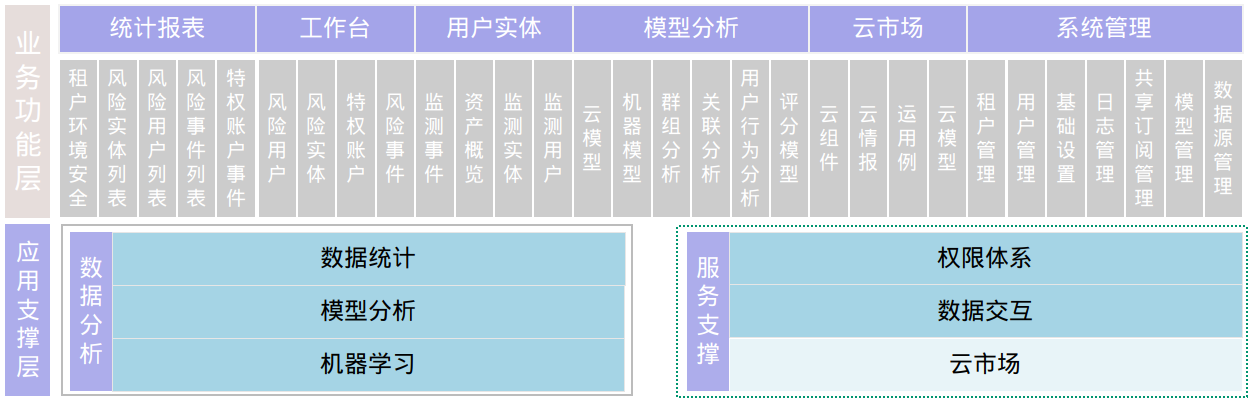 业务功能层
统计报表
工作台
用户实体
模型分析
云市场
系统管理
租户环境安全
风险实体列表
风险用户列表
风险事件列表
特权账户事件
风险用户
风险实体
特权账户
风险事件
监测事件
资产概览
监测实体
监测用户
云模型
机器模型
群组分析
关联分析
用户行为分析
评分模型
云组件
云情报
运用例
云模型
租户管理
用户管理
基础设置
日志管理
共享订阅管理
模型管理
数据源管理
应用支撑层
数据分析
数据统计
模型分析
机器学习
服务支撑
权限体系
数据交互
云市场